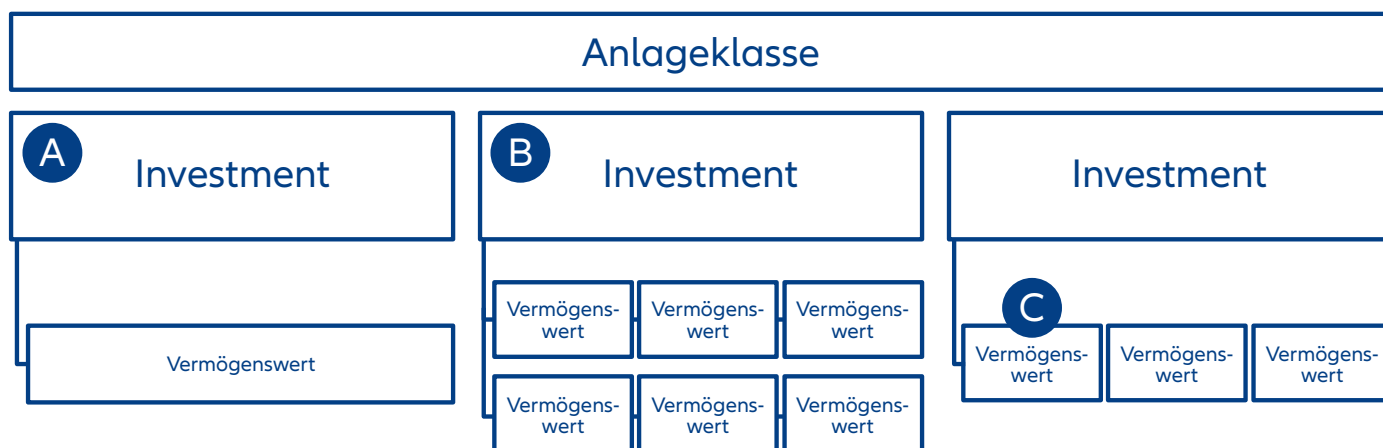 Anlageklasse
A
Investment
B
Investment
Investment
Vermögenswert
Vermögens-
wert
Vermögens-
wert
Vermögens-
wert
Vermögens-
wert
Vermögens-
wert
Vermögens-
wert
C
Vermögens-
wert
Vermögens-
wert
Vermögens-
wert